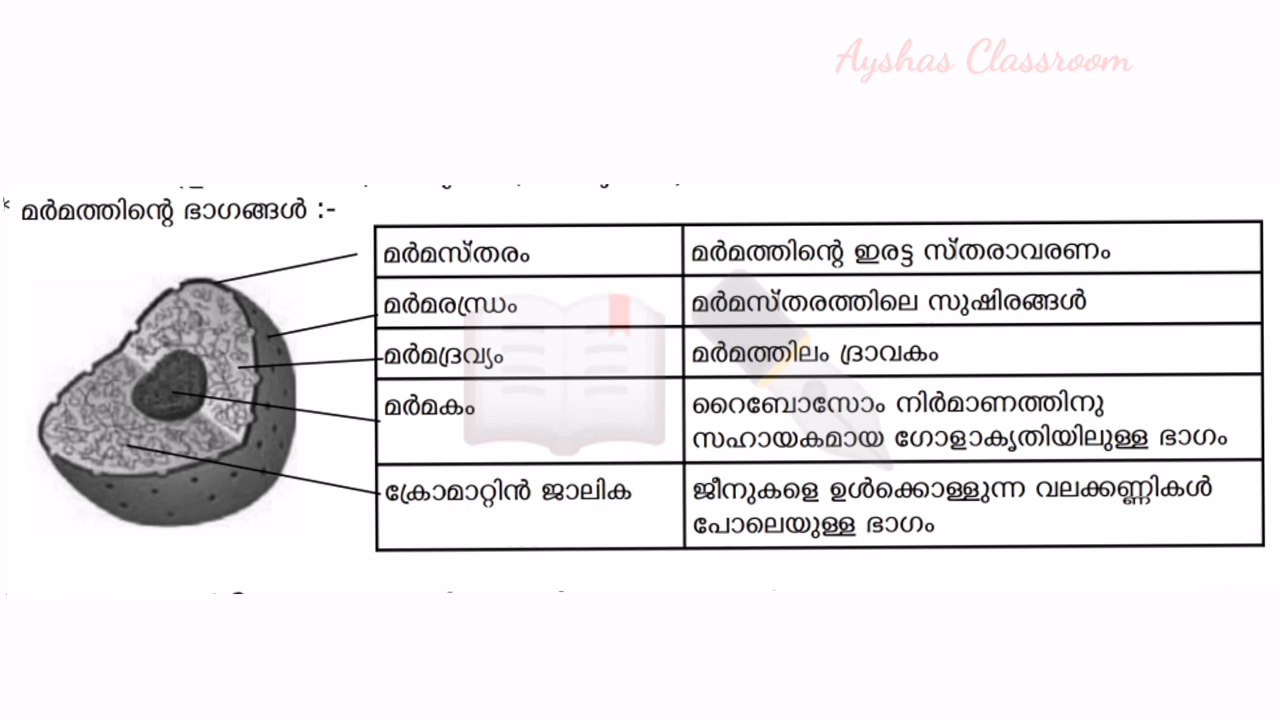 Ayshas Classroom
* മർമത്തിന്റെ ഭാഗങ്ങൾ :-
മർമസ്തരം മർമത്തിന്റെ ഇരട്ട സ്തരാവരണം
മർമരന്ധ്രം മർമസ്തരത്തിലെ സുഷിരങ്ങൾ
മർമദ്രവ്യം മർമത്തിലം ദ്രാവകം
മർമകം റൈബോസോം നിർമാണത്തിനു
സഹായകമായ ഗോളാകൃതിയിലുള്ള ഭാഗം
ക്രോമാറ്റിൻ ജാലിക ജീനുകളെ ഉൾക്കൊള്ളുന്ന വലക്കണ്ണികൾ
പോലെയുള്ള ഭാഗം